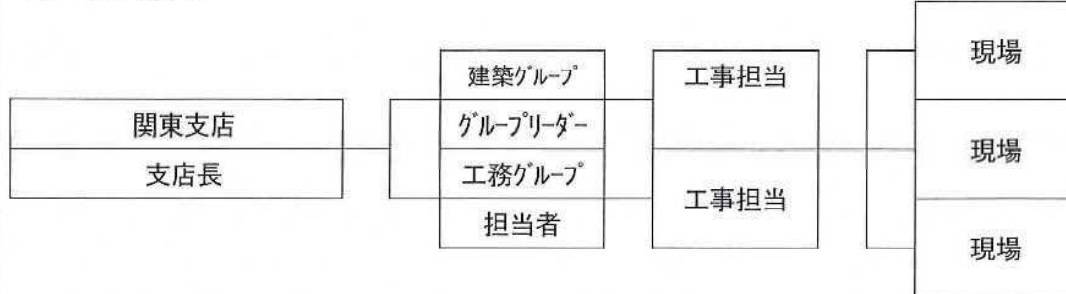 関東支店
支店長
建築ｸﾞﾙｰﾌﾟ
ｸﾞﾙｰﾌﾟﾘｰﾀﾞｰ
工務ｸﾞﾙｰﾌﾟ
担当者
工事担当
工事担当
現場
現場
現場